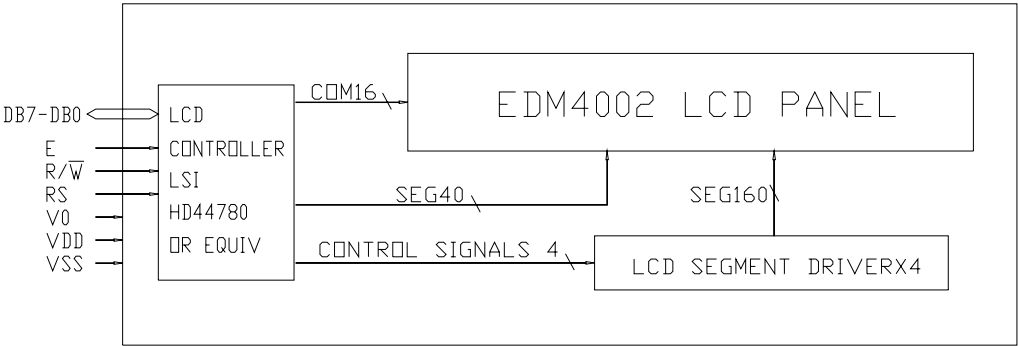 EDM4002 LCD PANEL
COM16
DB7-DB0
E
R/W̅
RS
V0
VDD
VSS
LCD
CONTROLLER
LSI
HD44780
OR EQUIV
SEG40
SEG160
CONTROL SIGNALS 4
LCD SEGMENT DRIVERX4